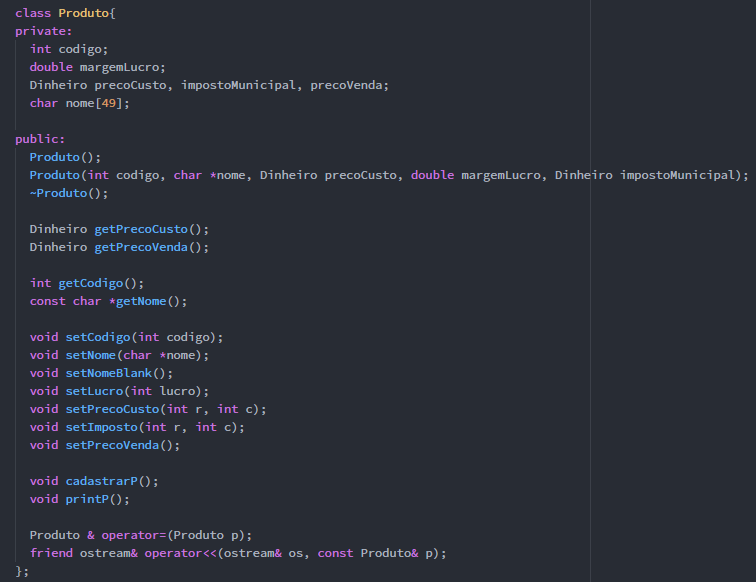 class Produto{
private:
  int codigo;
  double margemLucro;
  Dinheiro precoCusto, impostoMunicipal, precoVenda;
  char nome[49];

public:
  Produto();
  Produto(int codigo, char *nome, Dinheiro precoCusto, double margemLucro, Dinheiro impostoMunicipal);
  ~Produto();

  Dinheiro getPrecoCusto();
  Dinheiro getPrecoVenda();

  int getCodigo();
  const char *getNome();

  void setCodigo(int codigo);
  void setNome(char *nome);
  void setNomeBlank();
  void setLucro(int lucro);
  void setPrecoCusto(int r, int c);
  void setImposto(int r, int c);
  void setPrecoVenda();

  void cadastrarP();
  void printP();

  Produto & operator=(Produto p);
  friend ostream& operator<<(ostream& os, const Produto& p);
};